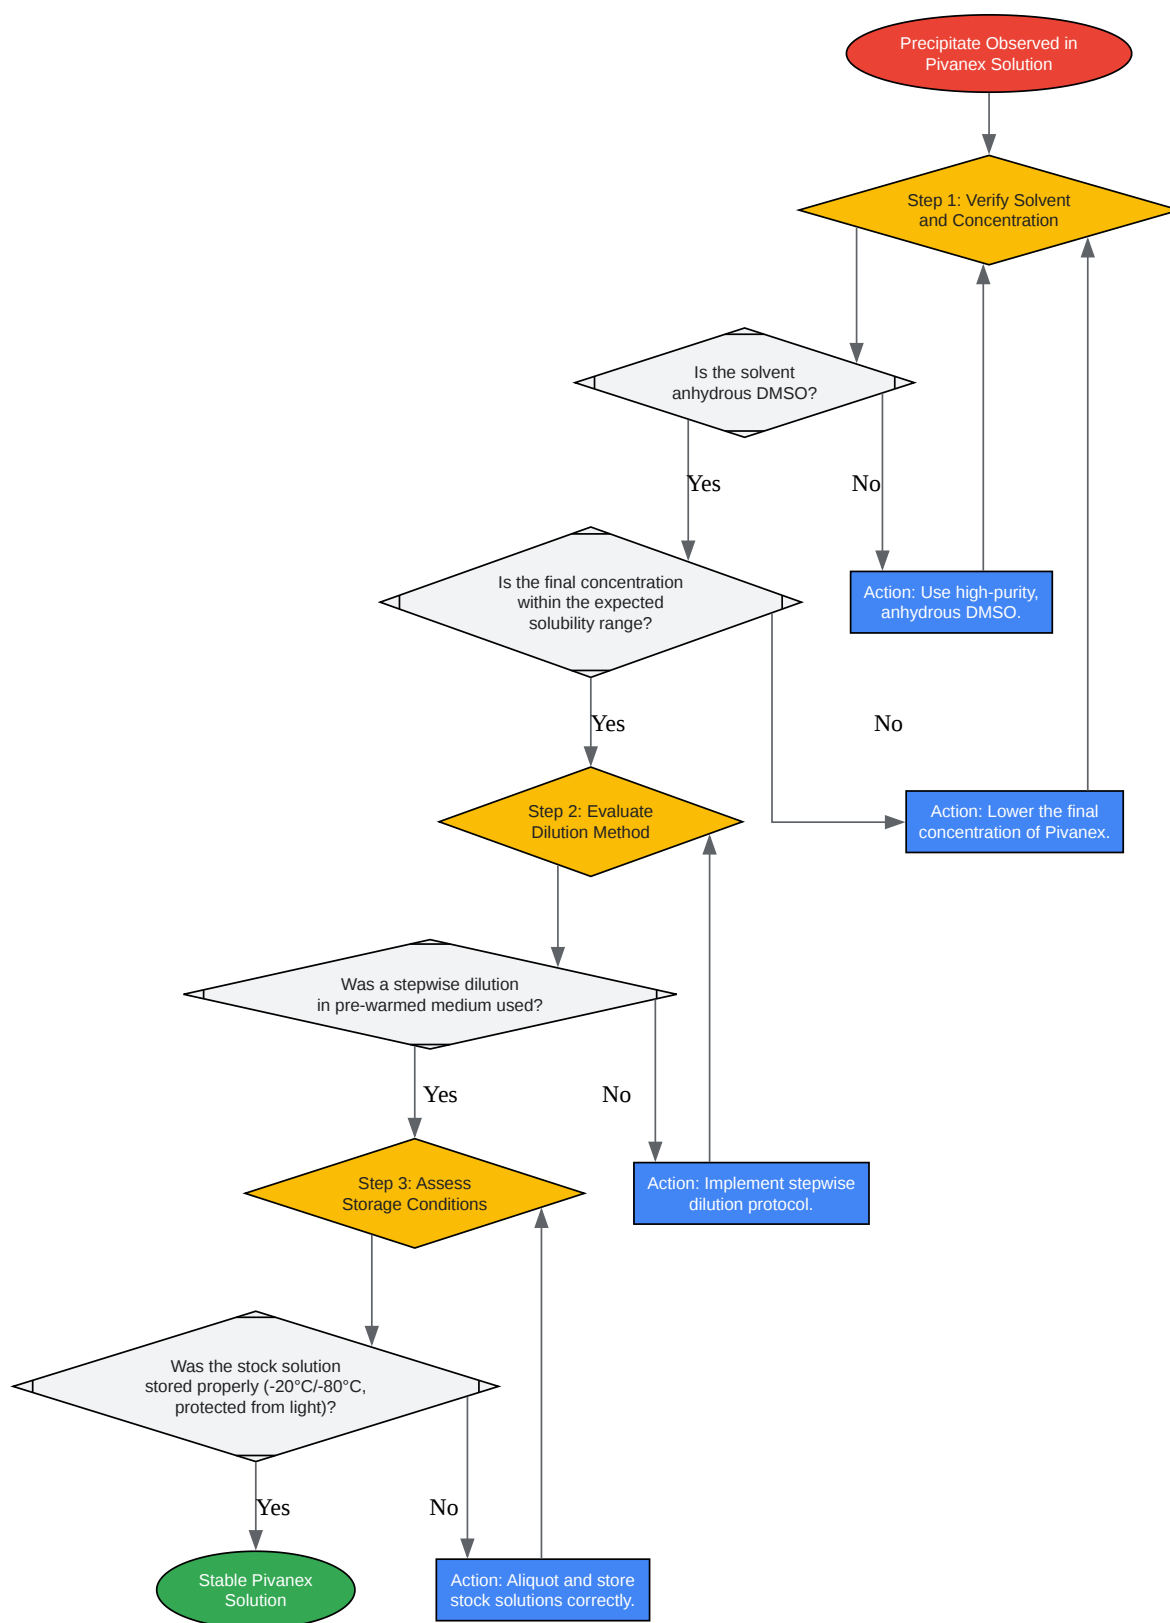 Precipitate Observed in
Pivanex Solution
Step 1: Verify Solvent
and Concentration
Is the solvent
anhydrous DMSO?
Yes
No
Is the final concentration
within the expected
solubility range?
Action: Use high-purity,
anhydrous DMSO.
Yes
No
Step 2: Evaluate
Dilution Method
Action: Lower the final
concentration of Pivanex.
Was a stepwise dilution
in pre-warmed medium used?
Yes
No
Step 3: Assess
Storage Conditions
Action: Implement stepwise
dilution protocol.
Was the stock solution
stored properly (-20°C/-80°C,
protected from light)?
Yes
No
Stable Pivanex
Solution
Action: Aliquot and store
stock solutions correctly.